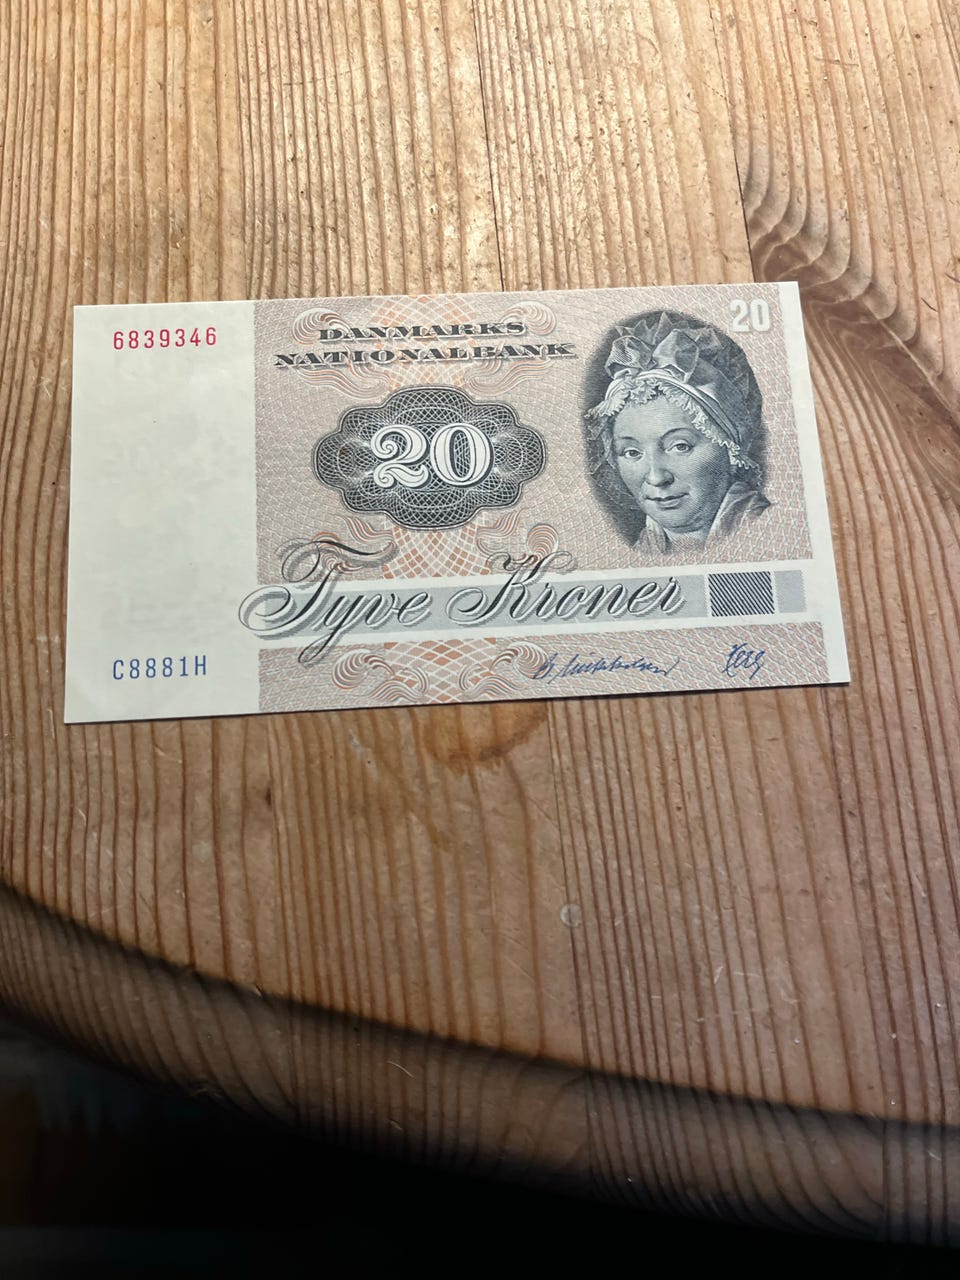 6839346
DANMARKS
NATIONALBANK
20
20
Tyve Kroner
C8881H